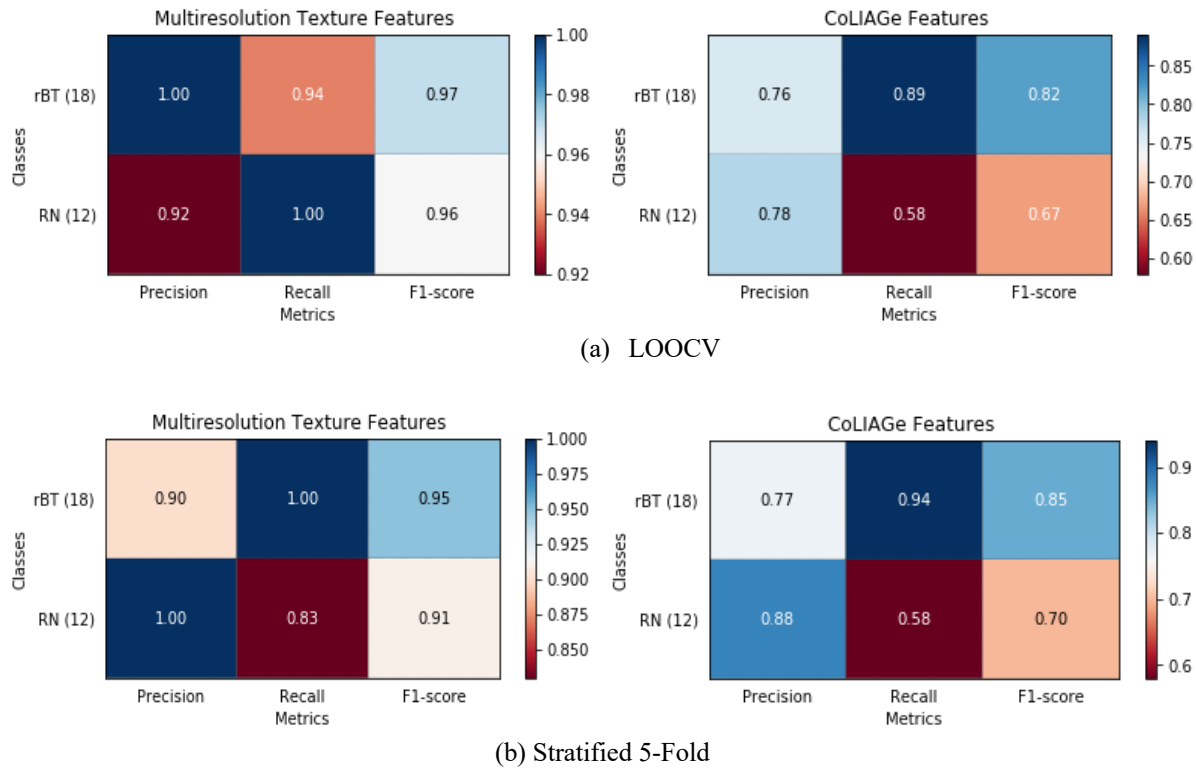 Multiresolution Texture Features
rBT (18)
RN (12)
Classes
1.00 0.94 0.97
0.92 1.00 0.96
Precision Recall F1-score
Metrics
1.00
0.98
0.96
0.94
0.92
CoLIAGe Features
rBT (18)
RN (12)
Classes
0.76 0.89 0.82
0.78 0.58 0.67
Precision Recall F1-score
Metrics
0.85
0.80
0.75
0.70
0.65
0.60
(a) LOOCV
Multiresolution Texture Features
rBT (18)
RN (12)
Classes
0.90 1.00 0.95
1.00 0.83 0.91
Precision Recall F1-score
Metrics
1.000
0.975
0.950
0.925
0.900
0.875
0.850
CoLIAGe Features
rBT (18)
RN (12)
Classes
0.77 0.94 0.85
0.88 0.58 0.70
Precision Recall F1-score
Metrics
0.9
0.8
0.7
0.6
(b) Stratified 5-Fold